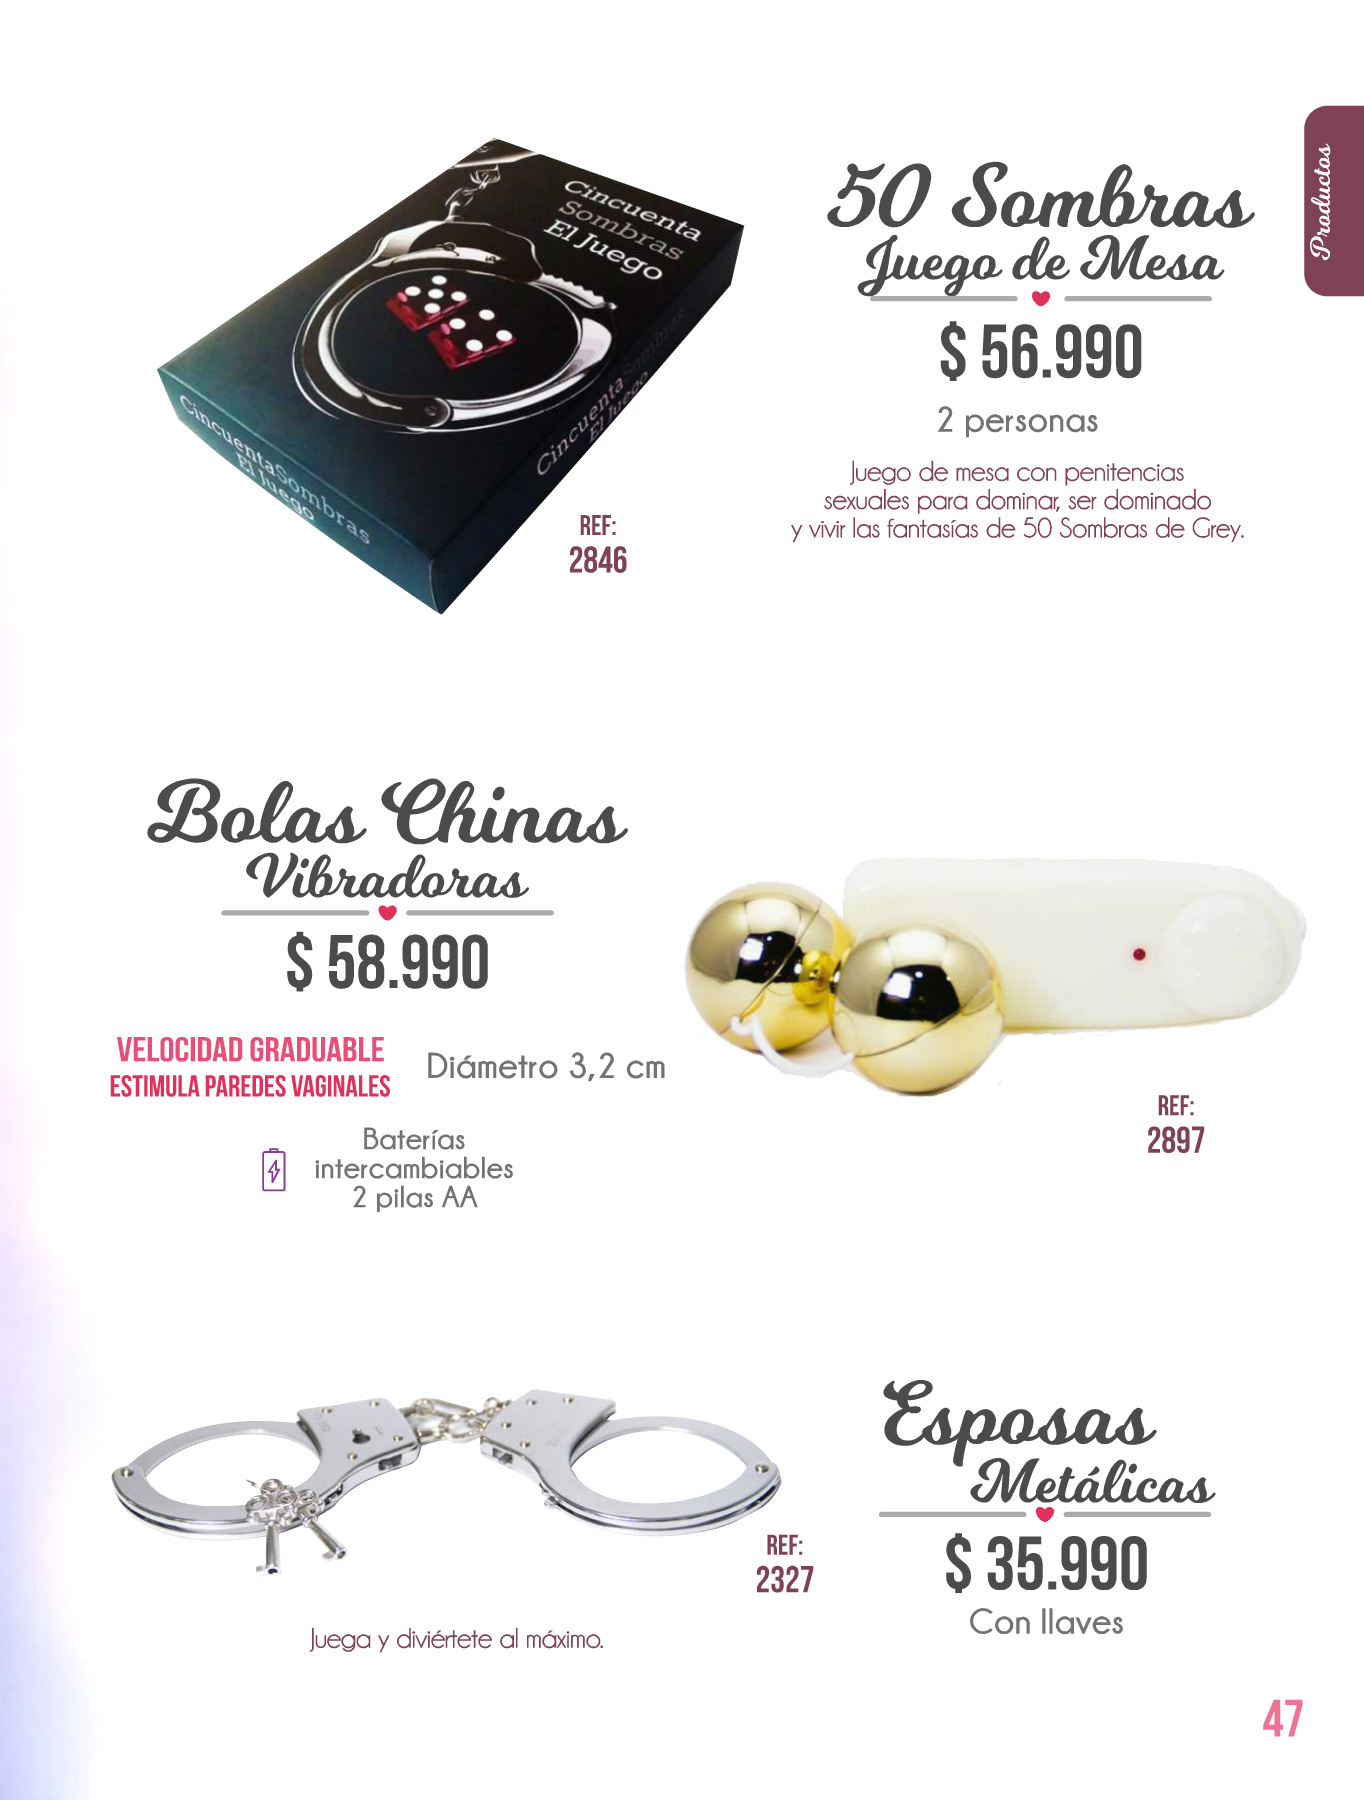 Productos
Cincuenta
Sombras
El Juego
CincuentaSombras
El Juego
CincuentaSombras
El Juego
REF:
2846
50 Sombras
Juego de Mesa
$ 56.990
2 personas
Juego de mesa con penitencias
sexuales para dominar, ser dominado
y vivir las fantasías de 50 Sombras de Grey.
Bolas Chinas
Vibradoras
$ 58.990
VELOCIDAD GRADUABLE
ESTIMULA PAREDES VAGINALES
Diámetro 3,2 cm
Baterías
intercambiables
2 pilas AA
REF:
2897
Esposas
Metálicas
$ 35.990
Con llaves
REF:
2327
Juega y diviértete al máximo.
47